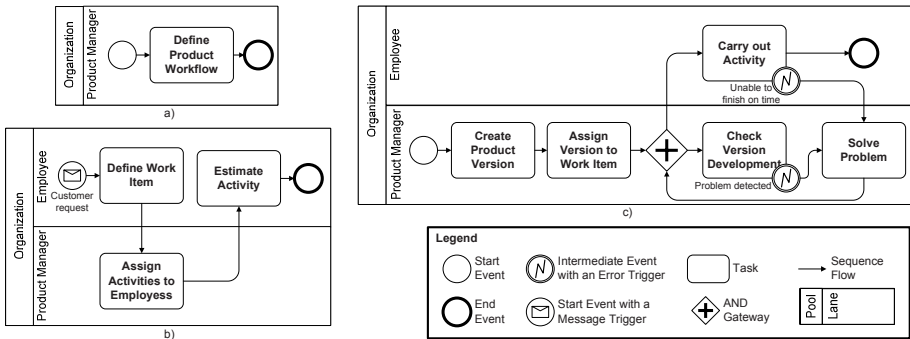 Organization
Product Manager
Define
Product
Workflow
a)
Organization
Employee
Product Manager
Customer
request
Define Work
Item
Estimate
Activity
Assign
Activities to
Employess
b)
Organization
Employee
Product Manager
Carry out
Activity
Unable to
finish on time
Create
Product
Version
Assign
Version to
Work Item
Check
Version
Development
Problem detected
Solve
Problem
c)
Legend
Start
Event
Intermediate Event
with an Error Trigger
Task
Sequence
Flow
End
Event
Start Event with a
Message Trigger
AND
Gateway
Pool
Lane